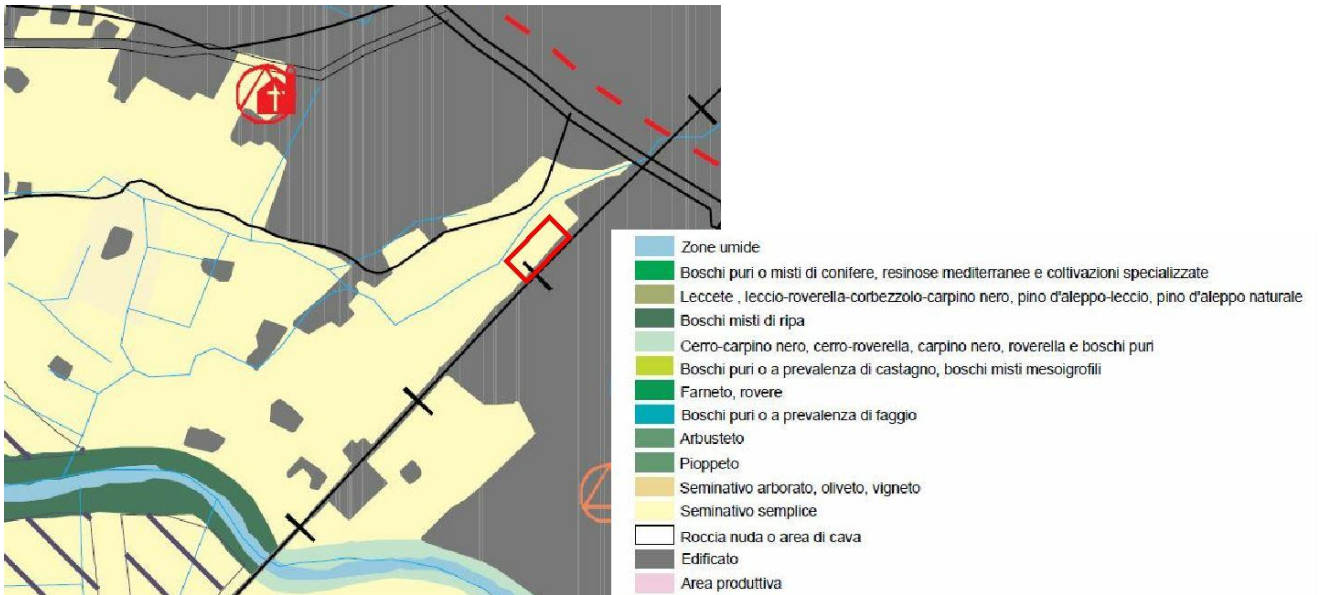 Zone umide
Boschi puri o misti di conifere, resinose mediterranee e coltivazioni specializzate
Leccete , leccio-roverella-corbezzolo-carpino nero, pino d'aleppo-leccio, pino d'aleppo naturale
Boschi misti di ripa
Cerro-carpino nero, cerro-roverella, carpino nero, roverella e boschi puri
Boschi puri o a prevalenza di castagno, boschi misti mesoigrofili
Farneto, rovere
Boschi puri o a prevalenza di faggio
Arbusteto
Pioppeto
Seminativo arborato, oliveto, vigneto
Seminativo semplice
Roccia nuda o area di cava
Edificato
Area produttiva